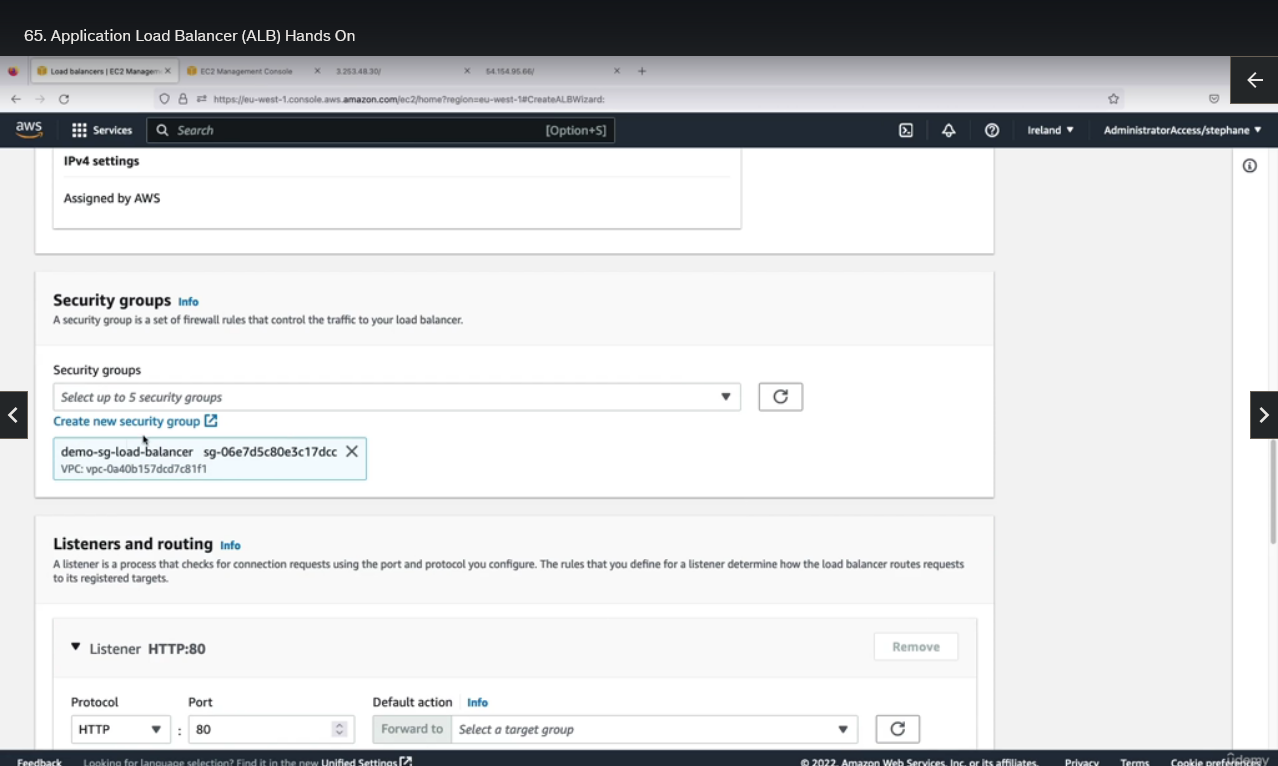 65. Application Load Balancer (ALB) Hands On
Load balancers | EC2 Managem
EC2 Management Console
3.253.48.30/
54.154.95.66/
https://eu-west-1.console.aws.amazon.com/ec2/home?region=eu-west-1#CreateALBWizard:
aws
Services
Search
[Option+S]
Ireland
AdministratorAccess/stephane
IPv4 settings
Assigned by AWS
Security groups Info
A security group is a set of firewall rules that control the traffic to your load balancer.
Security groups
Select up to 5 security groups
Create new security group
demo-sg-load-balancer sg-06e7d5c80e3c17dcc
VPC: vpc-0a40b157dcd7c81f1
Listeners and routing Info
A listener is a process that checks for connection requests using the port and protocol you configure. The rules that you define for a listener determine how the load balancer routes requests
to its registered targets.
Listener HTTP:80
Remove
Protocol
Port
Default action Info
HTTP
:
80
Forward to
Select a target group
Feedback
Looking for language selection? Find it in the new Unified Settings
© 2022, Amazon Web Services, Inc. or its affiliates.
Privacy
Terms
Cookie preferences
ûdemy